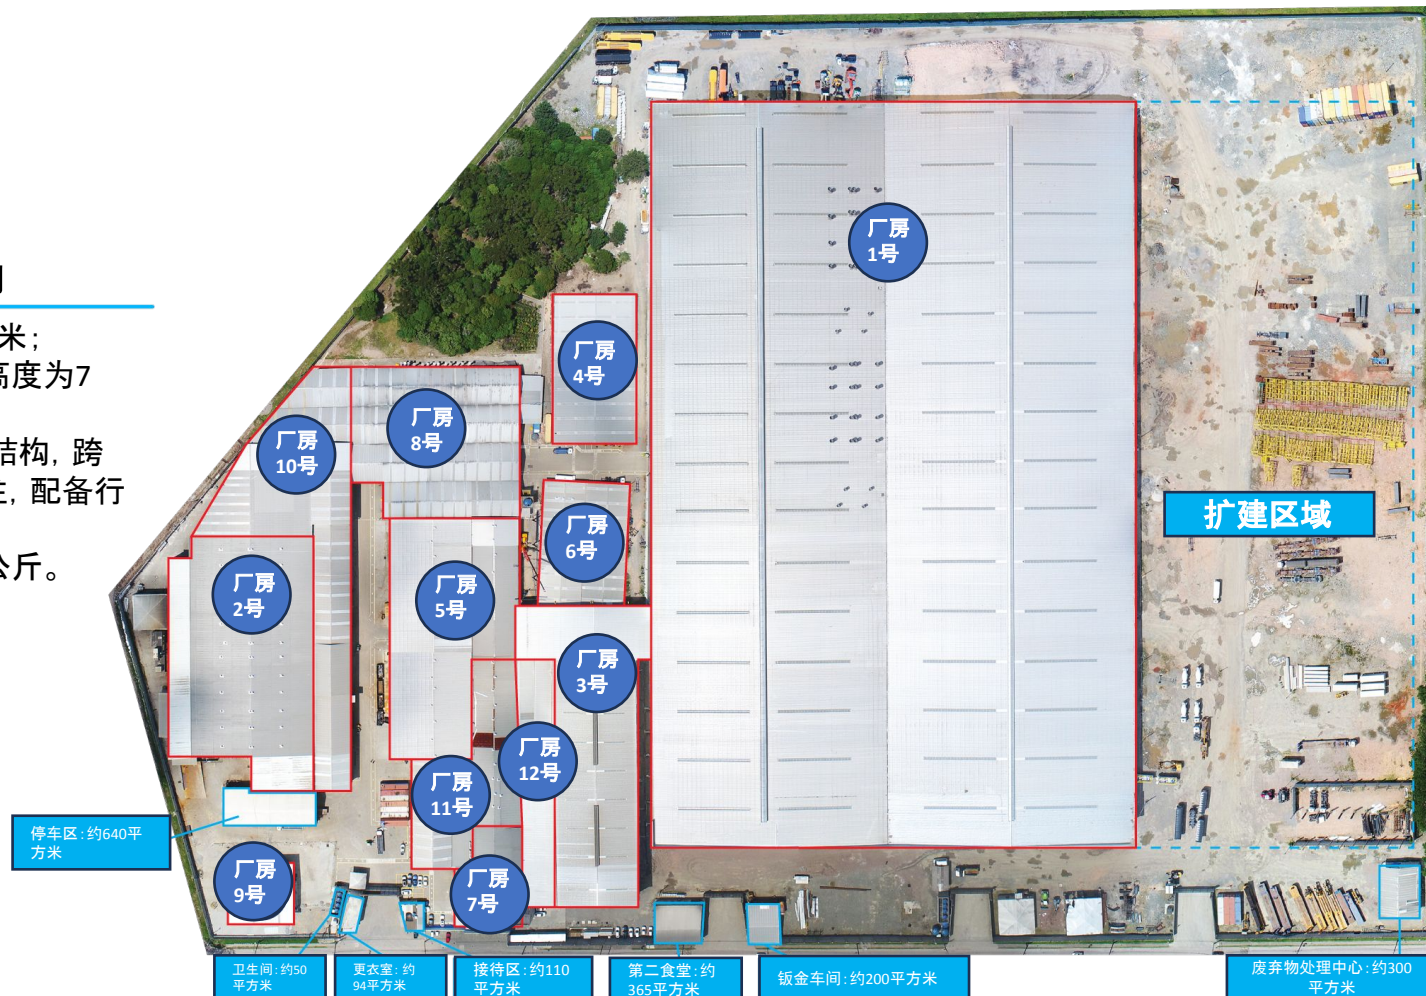 米；
高度为7
结构，跨
配备行
公斤。
厂房
1号
厂房
4号
厂房
8号
厂房
10号
扩建区域
厂房
6号
厂房
2号
厂房
5号
厂房
3号
厂房
12号
厂房
11号
停车区：约640平
方米
厂房
9号
厂房
7号
卫生间：约50
平方米
更衣室：约
94平方米
接待区：约110
平方米
第二食堂：约
365平方米
钣金车间：约200平方米
废弃物处理中心：约300
平方米